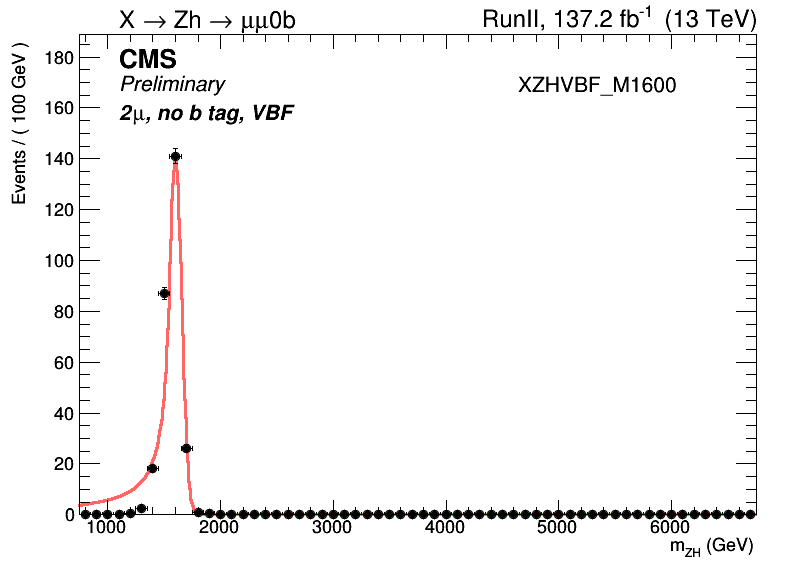 X → Zh → μμ0b
RunII, 137.2 fb⁻¹ (13 TeV)
CMS
Preliminary
2μ, no b tag, VBF
XZHVBF_M1600
Events / ( 100 GeV )
180
160
140
120
100
80
60
40
20
0
1000 2000 3000 4000 5000 6000
m_ZH (GeV)